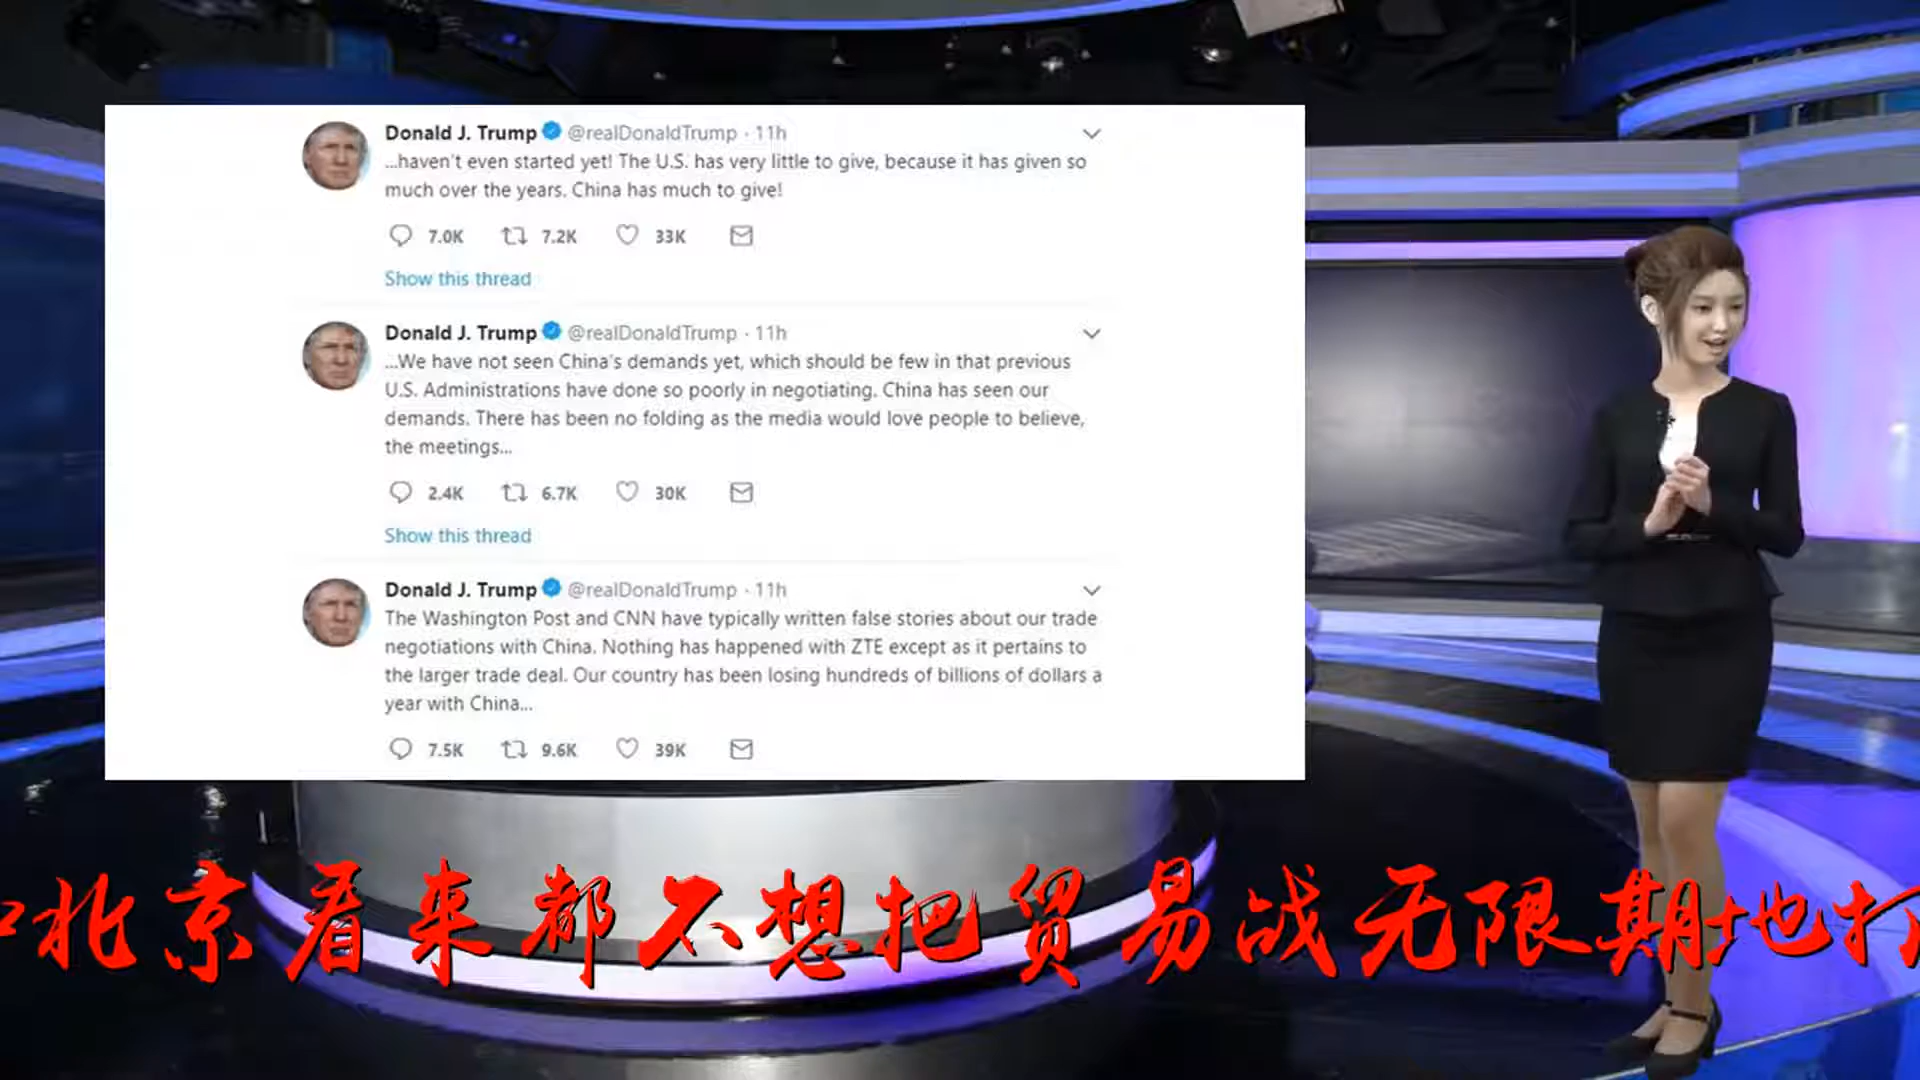 Donald J. Trump @realDonaldTrump · 11h
...haven't even started yet! The U.S. has very little to give, because it has given so
much over the years. China has much to give!
7.0K 7.2K 33K
Show this thread
Donald J. Trump @realDonaldTrump · 11h
...We have not seen China's demands yet, which should be few in that previous
U.S. Administrations have done so poorly in negotiating. China has seen our
demands. There has been no folding as the media would love people to believe,
the meetings...
2.4K 6.7K 30K
Show this thread
Donald J. Trump @realDonaldTrump · 11h
The Washington Post and CNN have typically written false stories about our trade
negotiations with China. Nothing has happened with ZTE except as it pertains to
the larger trade deal. Our country has been losing hundreds of billions of dollars a
year with China...
7.5K 9.6K 39K
北京看来都不想把贸易战无限期地打